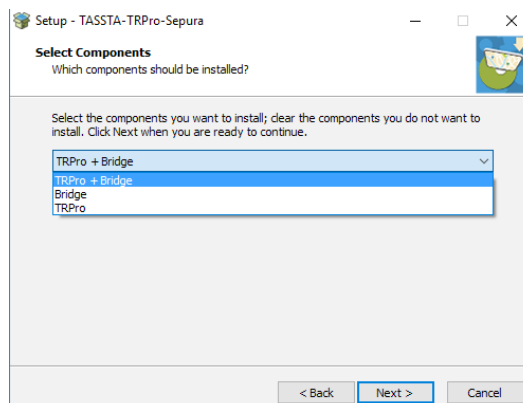 Setup - TASSTA-TRPro-Sepura
Select Components
Which components should be installed?
Select the components you want to install; clear the components you do not want to
install. Click Next when you are ready to continue.
TRPro + Bridge
TRPro + Bridge
Bridge
TRPro
< Back
Next >
Cancel